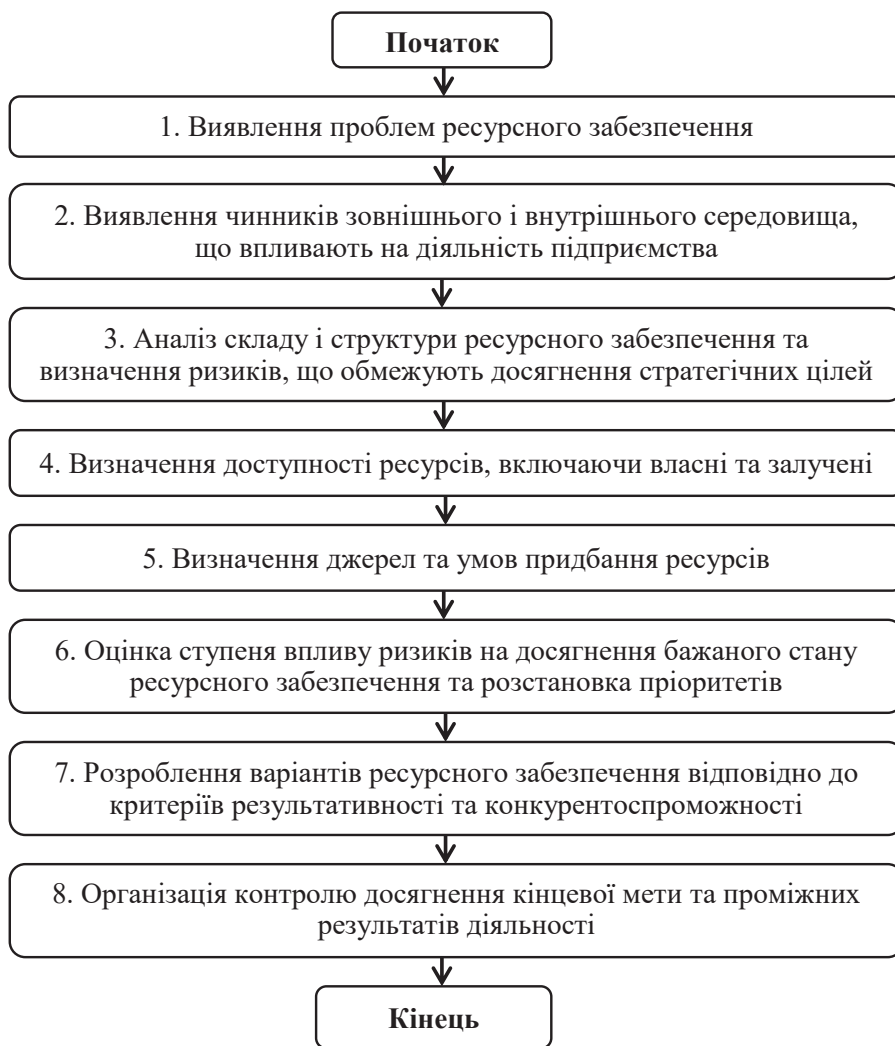 Початок
1. Виявлення проблем ресурсного забезпечення
2. Виявлення чинників зовнішнього і внутрішнього середовища,
що впливають на діяльність підприємства
3. Аналіз складу і структури ресурсного забезпечення та
визначення ризиків, що обмежують досягнення стратегічних цілей
4. Визначення доступності ресурсів, включаючи власні та залучені
5. Визначення джерел та умов придбання ресурсів
6. Оцінка ступеня впливу ризиків на досягнення бажаного стану
ресурсного забезпечення та розстановка пріоритетів
7. Розроблення варіантів ресурсного забезпечення відповідно до
критеріїв результативності та конкурентоспроможності
8. Організація контролю досягнення кінцевої мети та проміжних
результатів діяльності
Кінець